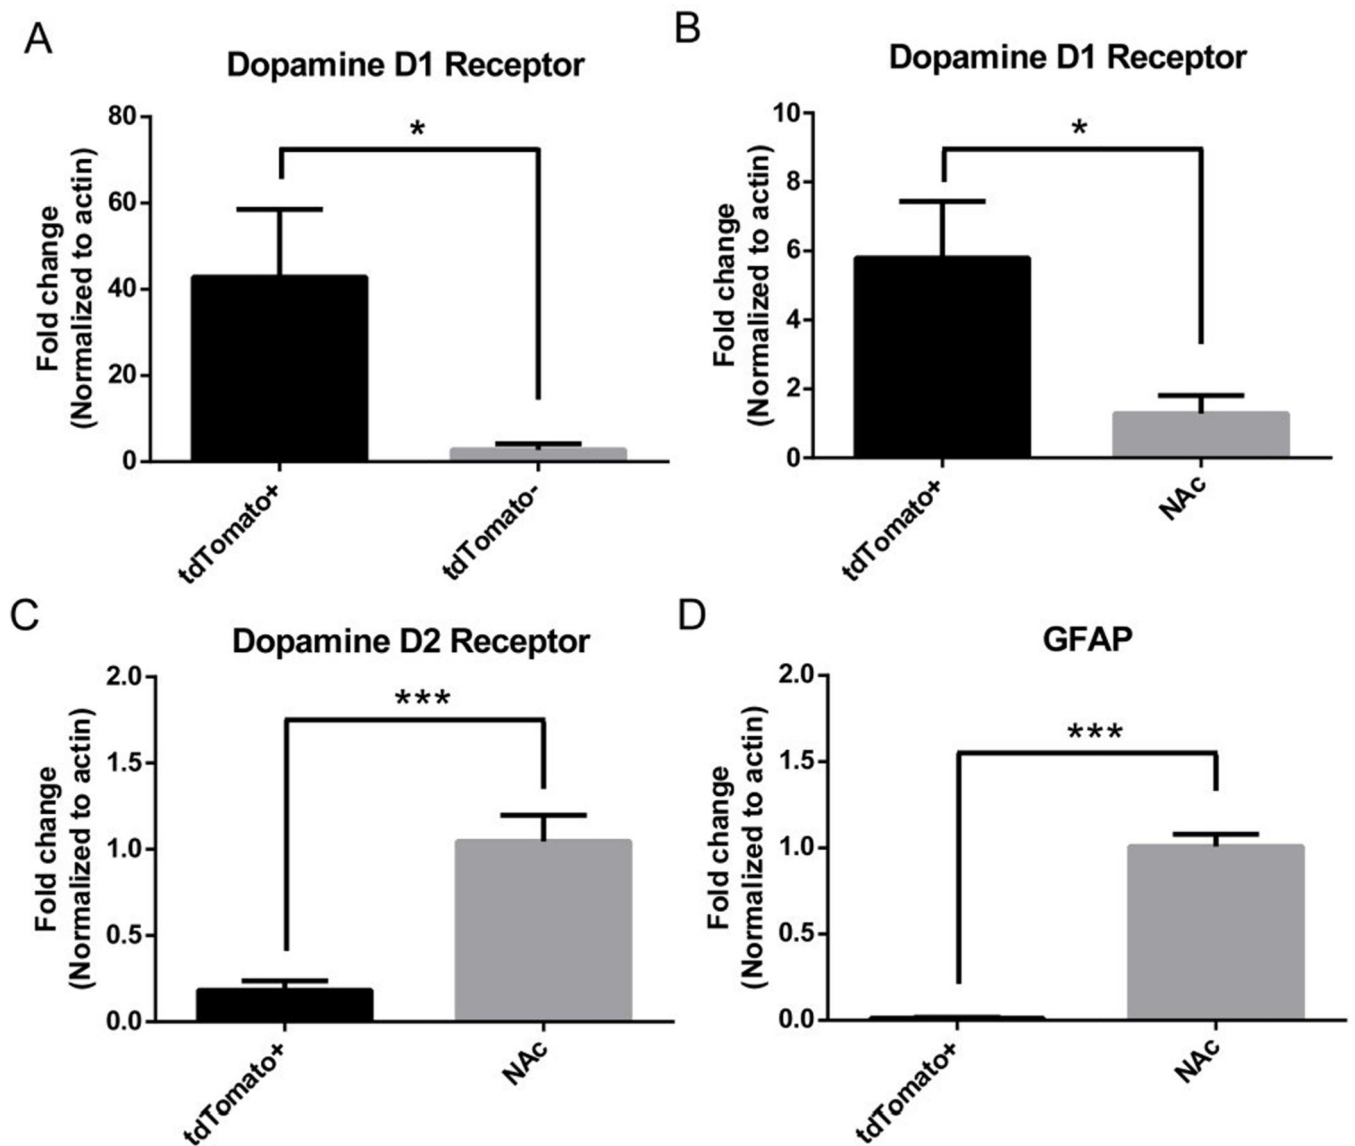 A
Dopamine D1 Receptor
Fold change
(Normalized to actin)
80
60
40
20
0
*
tdTomato+
tdTomato-
B
Dopamine D1 Receptor
Fold change
(Normalized to actin)
10
8
6
4
2
0
*
tdTomato+
NAc
C
Dopamine D2 Receptor
Fold change
(Normalized to actin)
2.0
1.5
1.0
0.5
0.0
***
tdTomato+
NAc
D
GFAP
Fold change
(Normalized to actin)
2.0
1.5
1.0
0.5
0.0
***
tdTomato+
NAc